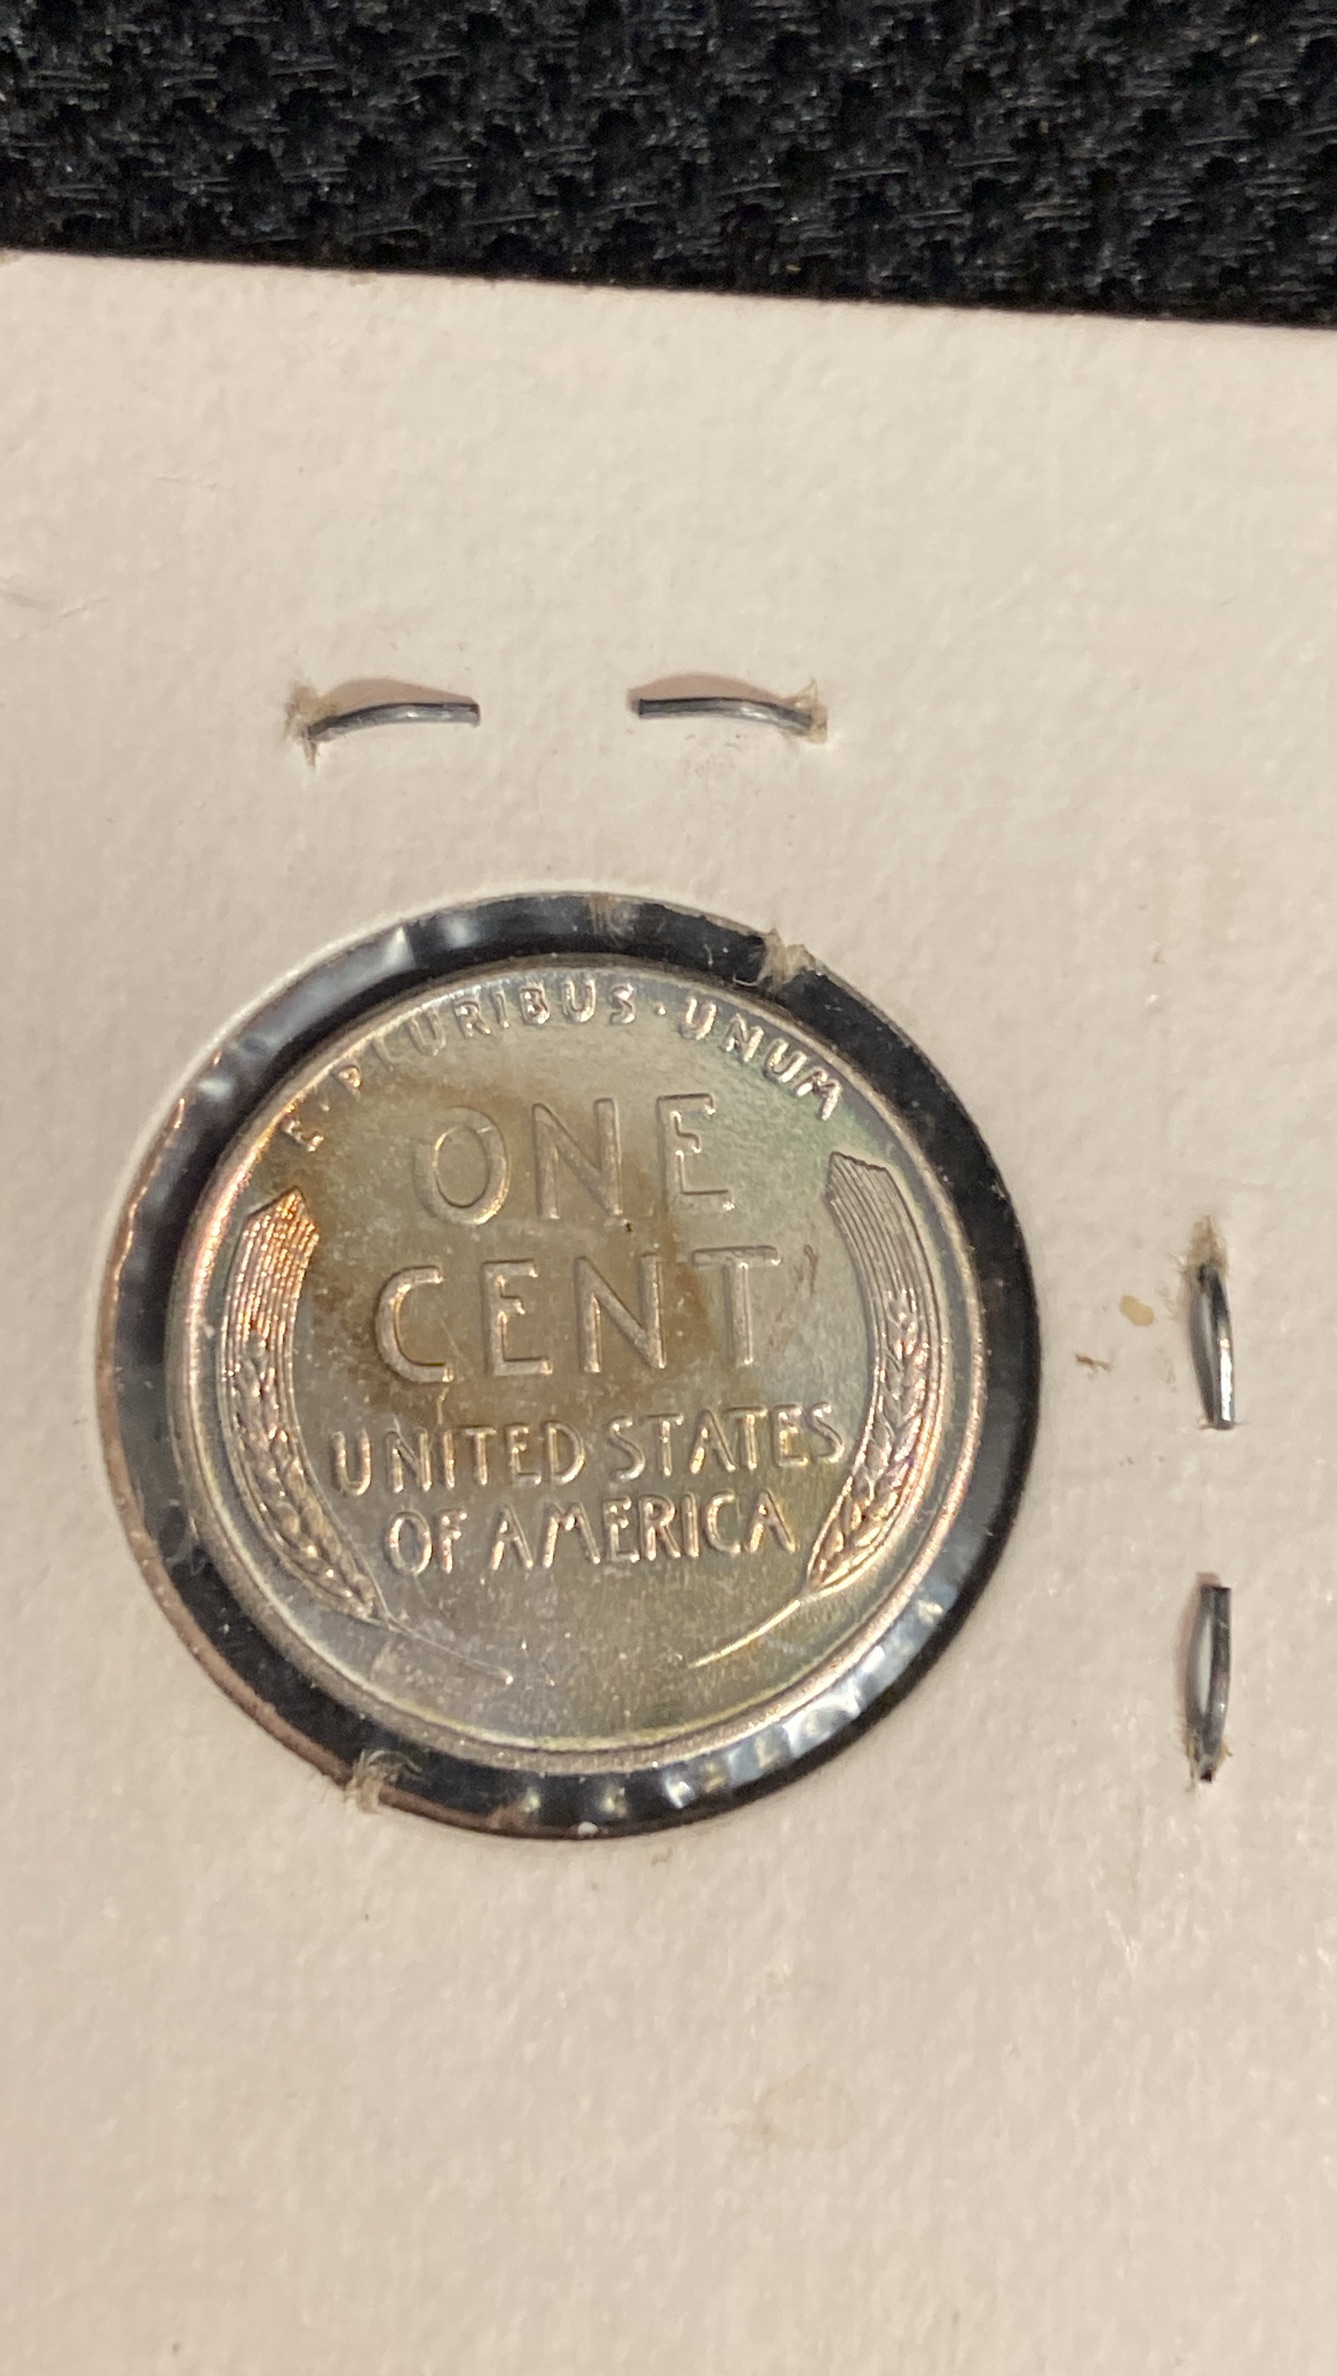 E·PLURIBUS·UNUM
ONE
CENT
UNITED STATES
OF AMERICA